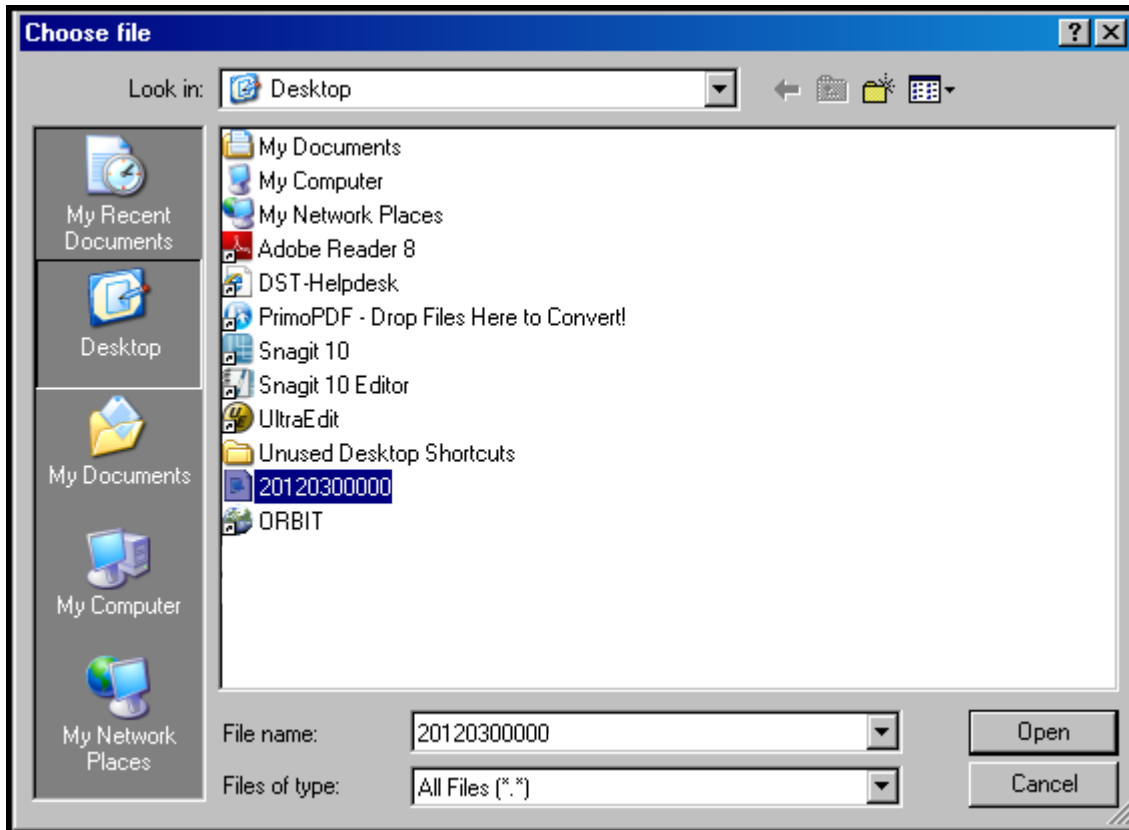 Choose file
Look in: Desktop
My Recent
Documents
Desktop
My Documents
My Computer
My Network
Places
My Documents
My Computer
My Network Places
Adobe Reader 8
DST-Helpdesk
PrimoPDF - Drop Files Here to Convert!
Snagit 10
Snagit 10 Editor
UltraEdit
Unused Desktop Shortcuts
20120300000
ORBIT
File name: 20120300000 Open
Files of type: All Files (*.*) Cancel